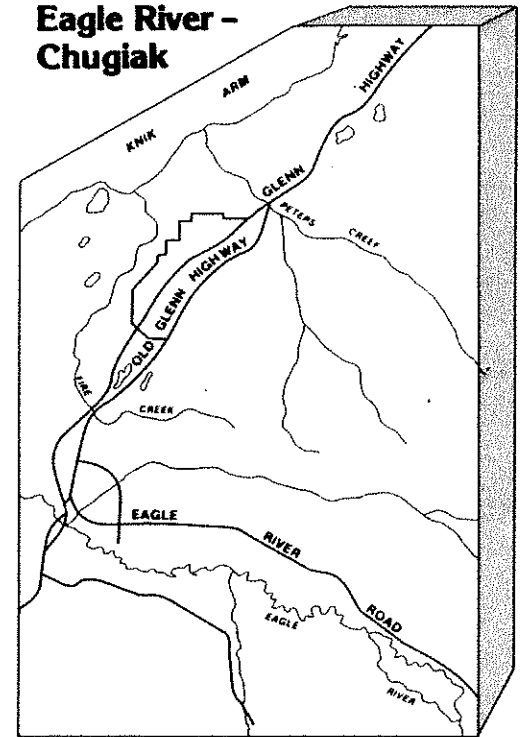 Eagle River –
Chugiak
KNIK ARM
GLENN HIGHWAY
PETERS CREEK
OLD GLENN HIGHWAY
FIRE CREEK
EAGLE RIVER ROAD
EAGLE RIVER